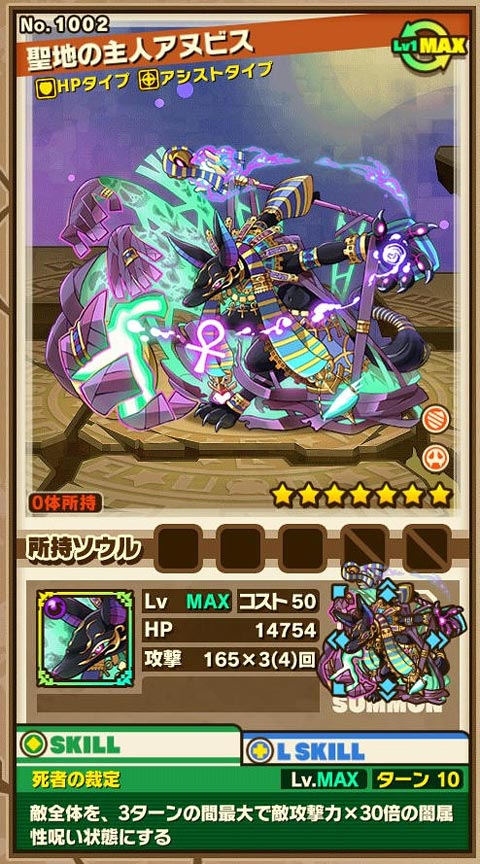 No. 1002
聖地の主人アヌビス
Lv1 MAX
HPタイプ アシストタイプ
0体所持
所持ソウル
Lv MAX コスト 50
HP 14754
攻撃 165×3(4)回
SUMMON
SKILL
L SKILL
死者の裁定 Lv.MAX ターン 10
敵全体を、3ターンの間最大で敵攻撃力×30倍の闇属
性呪い状態にする